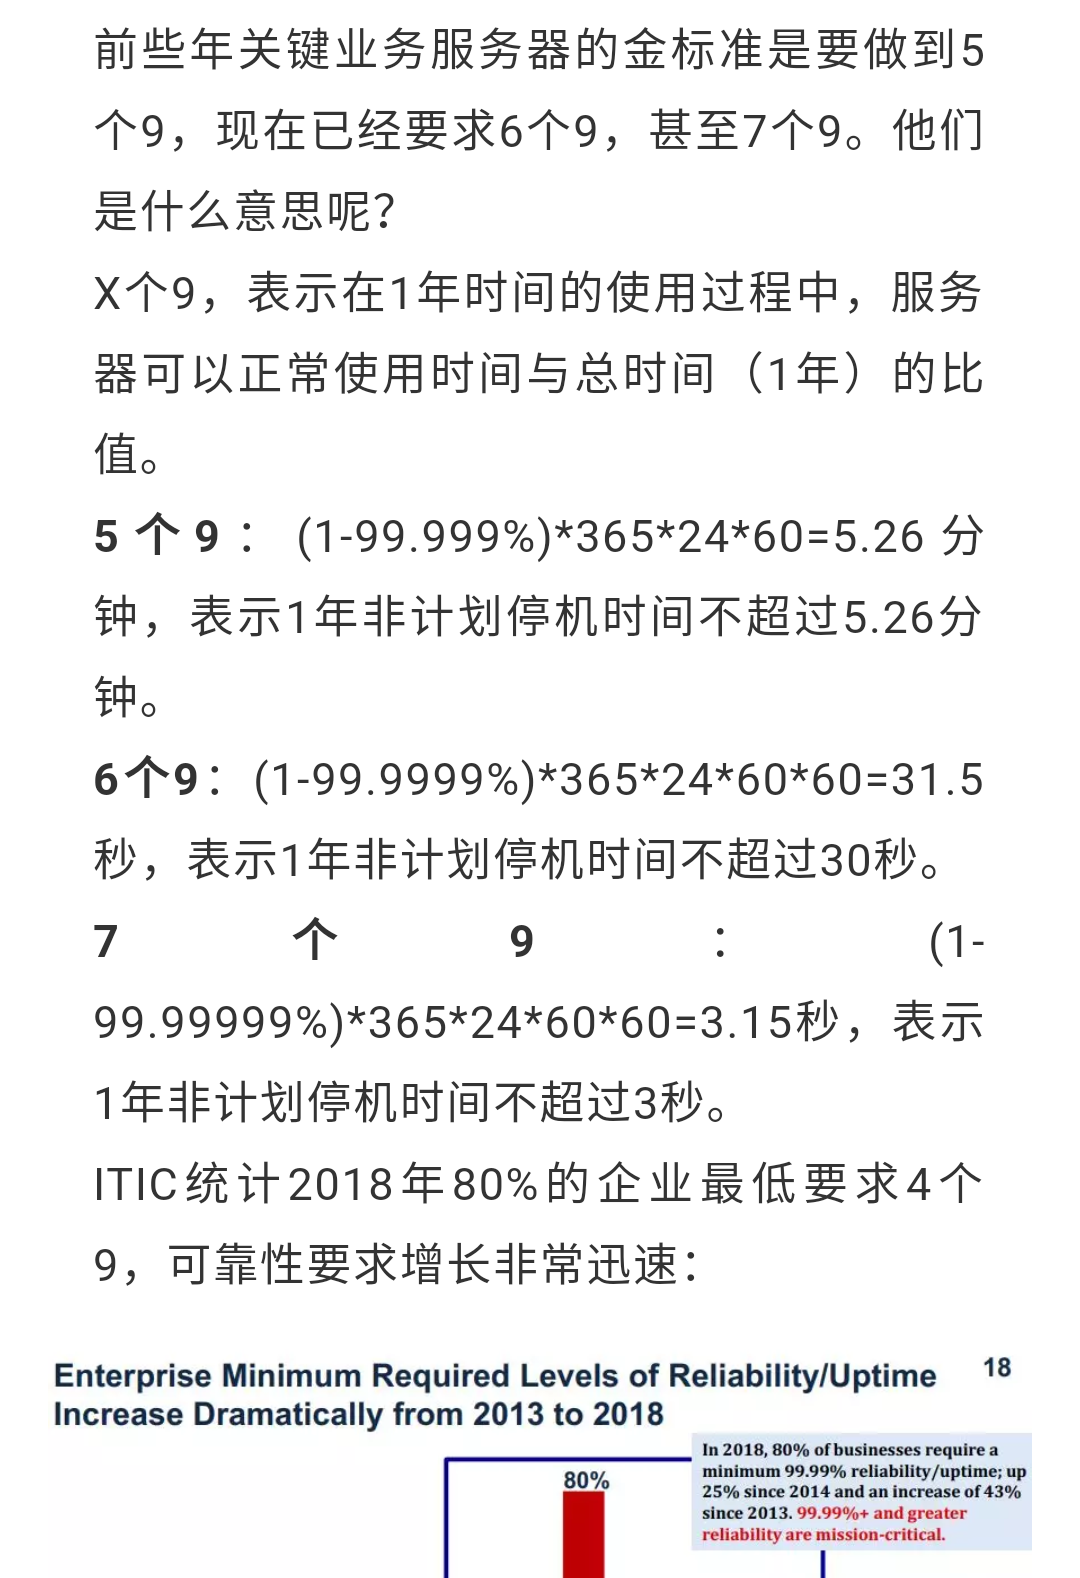 前些年关键业务服务器的金标准是要做到5
个9，现在已经要求6个9，甚至7个9。他们
是什么意思呢？
X个9，表示在1年时间的使用过程中，服务
器可以正常使用时间与总时间（1年）的比
值。
5个9：(1-99.999%)*365*24*60=5.26分
钟，表示1年非计划停机时间不超过5.26分
钟。
6个9：(1-99.9999%)*365*24*60*60=31.5
秒，表示1年非计划停机时间不超过30秒。
7个9：(1-
99.99999%)*365*24*60*60=3.15秒，表示
1年非计划停机时间不超过3秒。
ITIC统计2018年80%的企业最低要求4个
9，可靠性要求增长非常迅速：
Enterprise Minimum Required Levels of Reliability/Uptime
18
Increase Dramatically from 2013 to 2018
In 2018, 80% of businesses require a
minimum 99.99% reliability/uptime; up
25% since 2014 and an increase of 43%
since 2013. 99.99%+ and greater
reliability are mission-critical.
80%